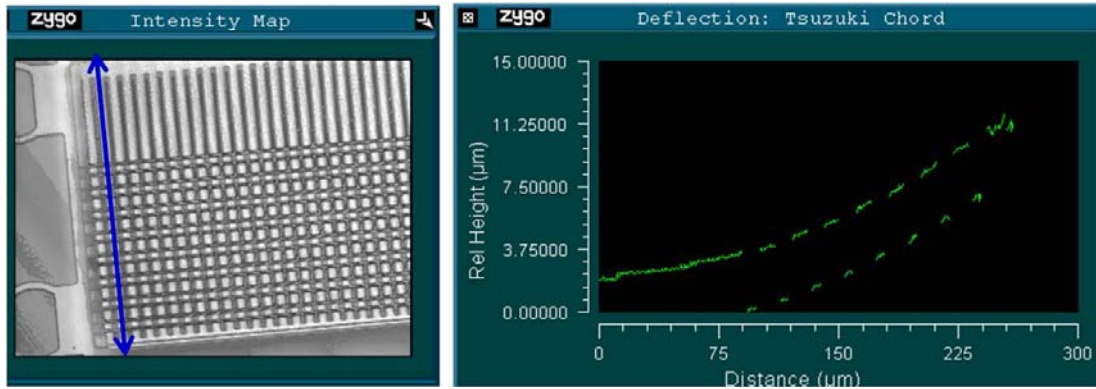 zygo Intensity Map
zygo Deflection: Tsuzuki Chord
15.00000
11.25000
7.50000
3.75000
0.00000
Rel Height (µm)
0 75 150 225 300
Distance (µm)